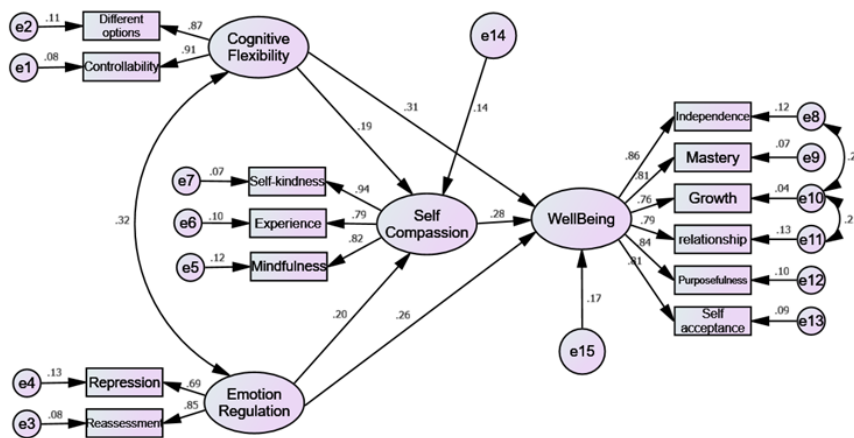 e2
.11
Different
options
.87
e1
.08
Controllability
.91
Cognitive
Flexibility
e14
.14
.31
.19
.32
e7
.07
Self-kindness
.94
e6
.10
Experience
.79
e5
.12
Mindfulness
.82
Self
Compassion
.28
WellBeing
.20
.26
.17
e15
.86
Independence
.12
e8
.81
Mastery
.07
e9
.76
Growth
.04
e10
.79
relationship
.13
e11
.84
Purposefulness
.10
e12
.81
Self
acceptance
.09
e13
.2
.2
e4
.13
Repression
.69
e3
.08
Reassessment
.85
Emotion
Regulation